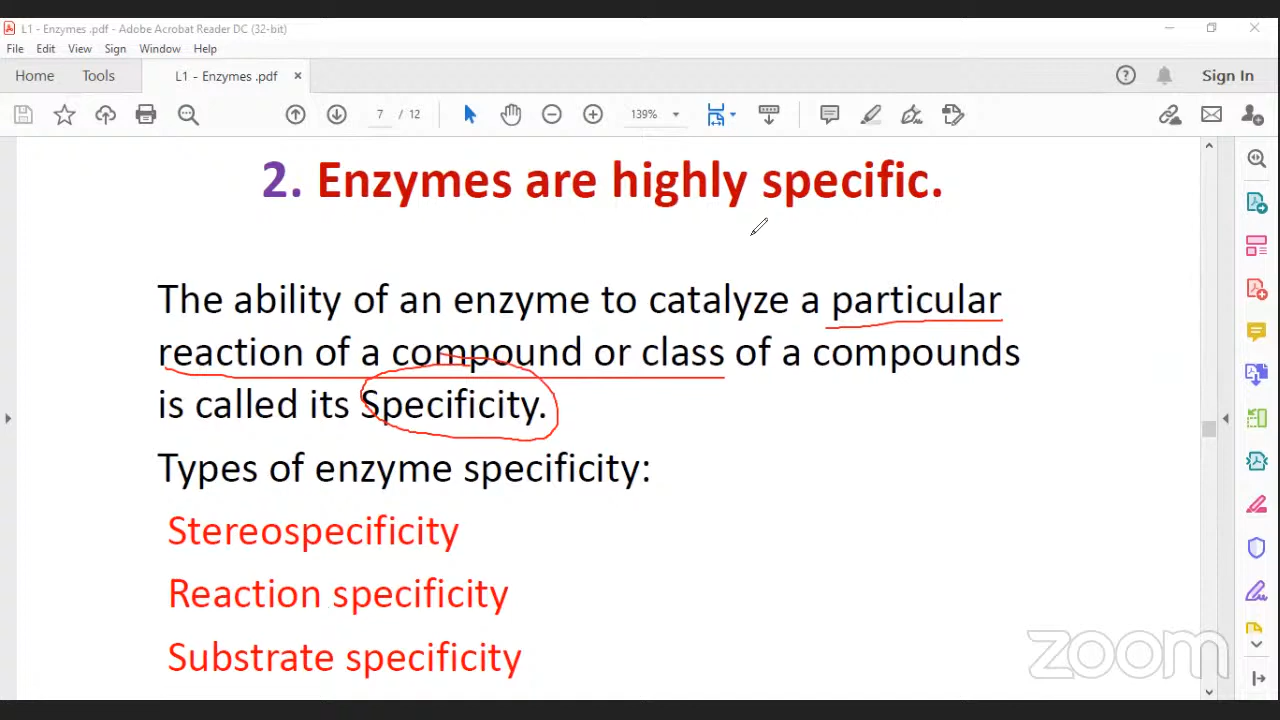 L1 - Enzymes .pdf - Adobe Acrobat Reader DC (32-bit)
File Edit View Sign Window Help
Home Tools L1 - Enzymes .pdf × Sign In
7 / 12 139%
2. Enzymes are highly specific.
The ability of an enzyme to catalyze a particular
reaction of a compound or class of a compounds
is called its Specificity.
Types of enzyme specificity:
Stereospecificity
Reaction specificity
Substrate specificity
zoom